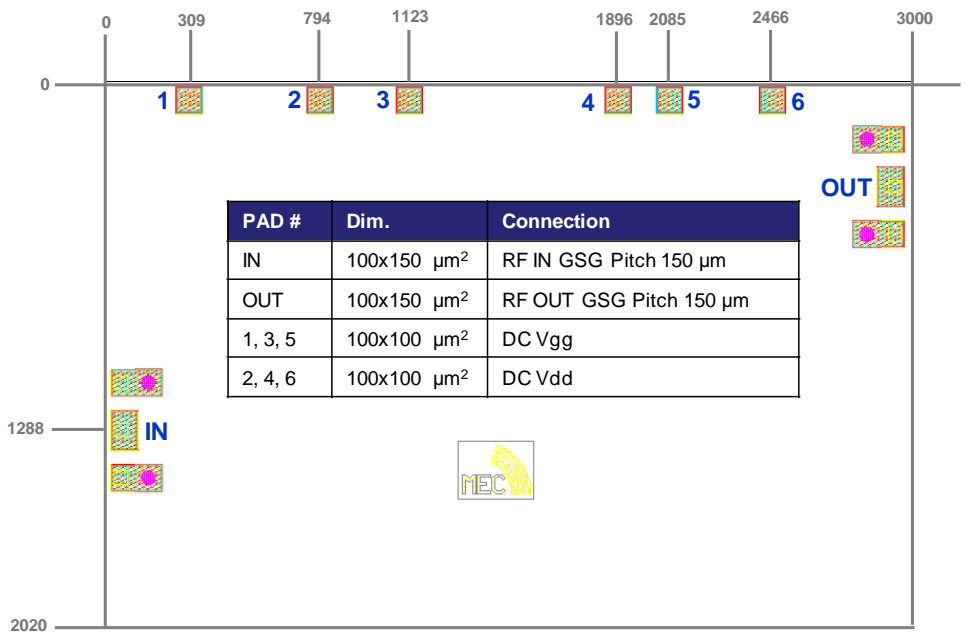 0 309 794 1123 1896 2085 2466 3000
0
1 2 3 4 5 6
OUT
PAD # Dim. Connection
IN 100x150 µm² RF IN GSG Pitch 150 µm
OUT 100x150 µm² RF OUT GSG Pitch 150 µm
1, 3, 5 100x100 µm² DC Vgg
2, 4, 6 100x100 µm² DC Vdd
1288 IN
MEC
2020